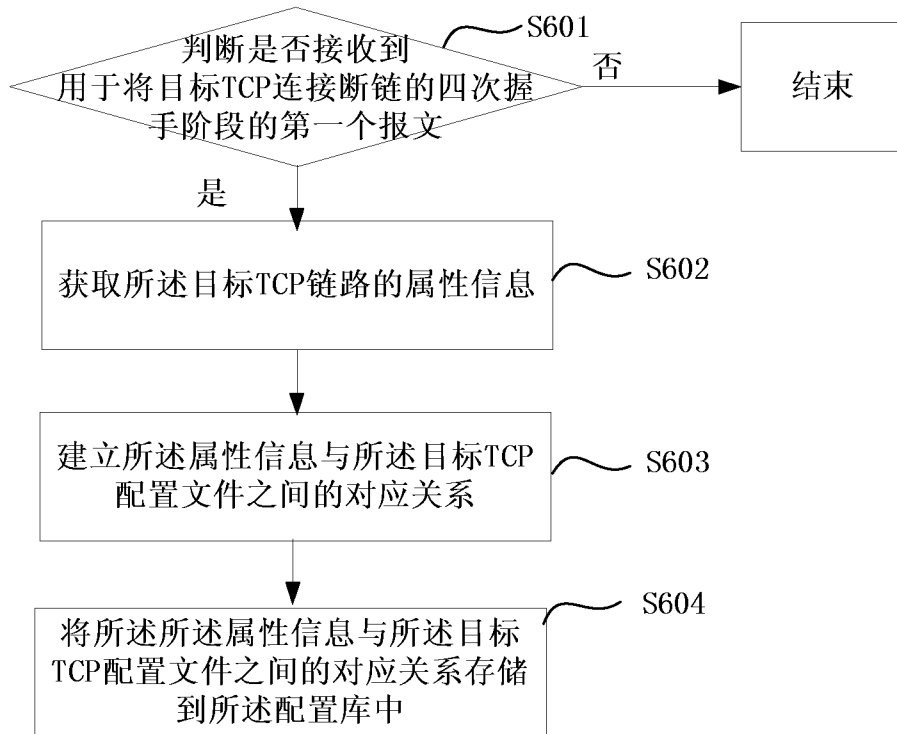 S601
判断是否接收到
用于将目标TCP连接断链的四次握
手阶段的第一个报文
否
结束
是
获取所述目标TCP链路的属性信息
S602
建立所述属性信息与所述目标TCP
配置文件之间的对应关系
S603
将所述所述属性信息与所述目标
TCP配置文件之间的对应关系存储
到所述配置库中
S604